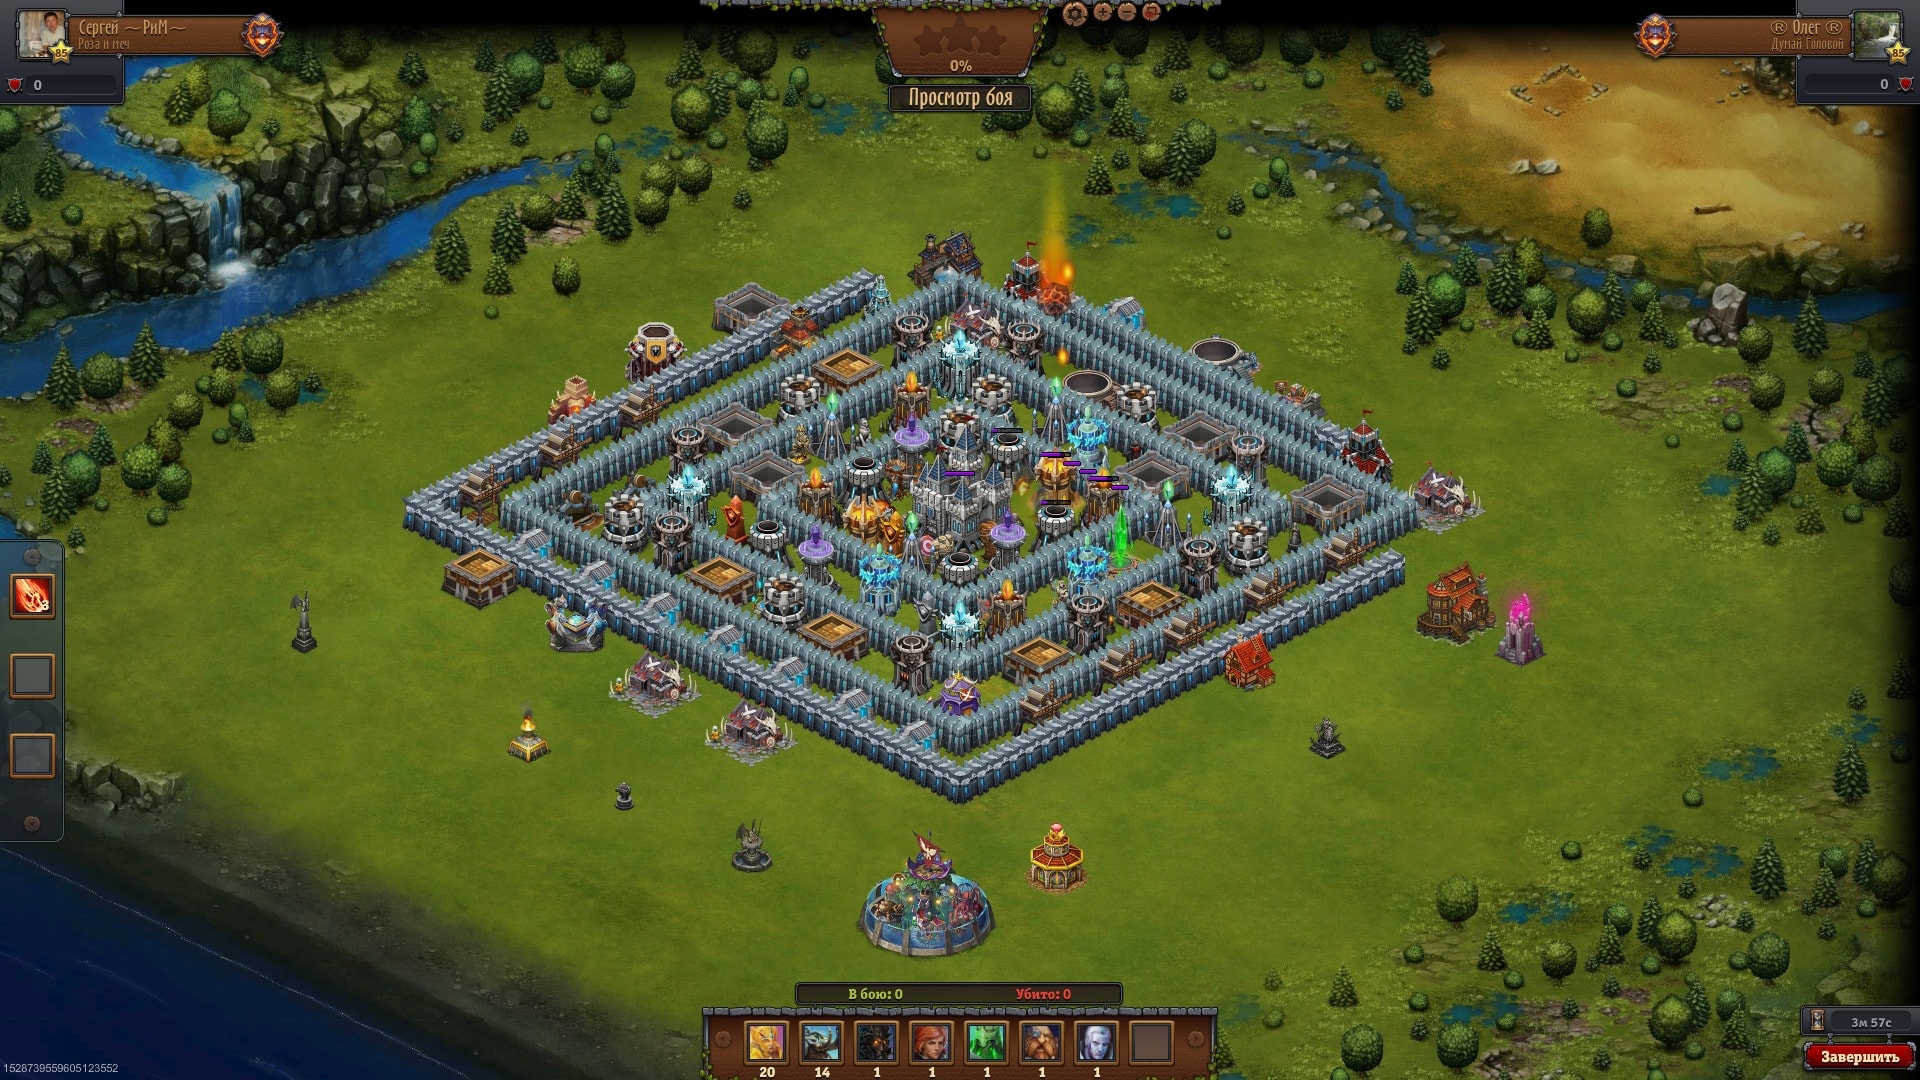 Сергей ~РиМ~
Роза и меч
85
0
0%
Просмотр боя
® Олег ®
Думай Головой
85
0
3
В бою: 0
Убито: 0
20
14
1
1
1
1
1
3м 57с
Завершить
1528739559605123552